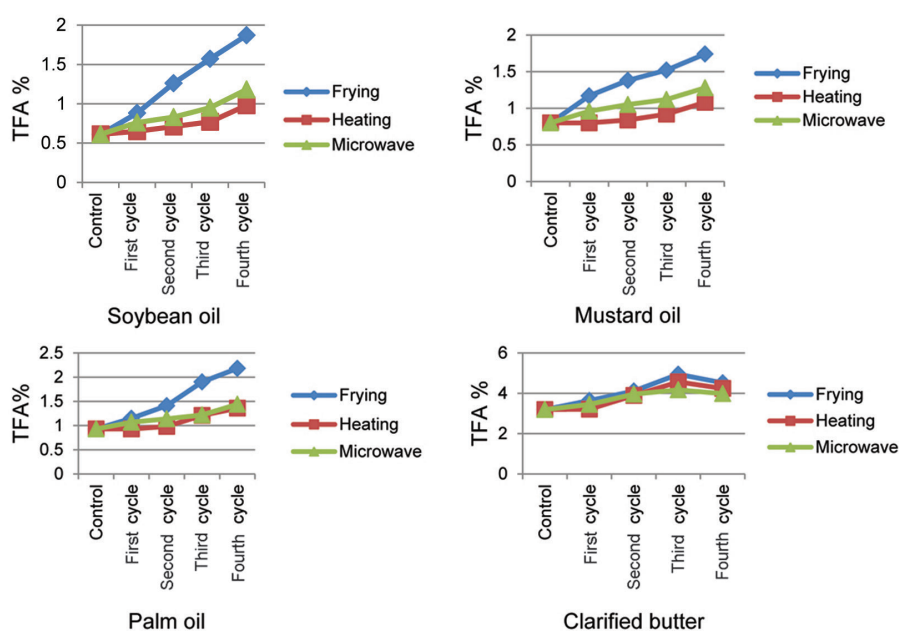 TFA %
2
1.5
1
0.5
0
Control
First cycle
Second cycle
Third cycle
Fourth cycle
Frying
Heating
Microwave
Soybean oil
TFA %
2
1.5
1
0.5
0
Control
First cycle
Second cycle
Third cycle
Fourth cycle
Frying
Heating
Microwave
Mustard oil
TFA%
2.5
2
1.5
1
0.5
0
Control
First cycle
Second cycle
Third cycle
Fourth cycle
Frying
Heating
Microwave
Palm oil
TFA %
6
4
2
0
Control
First cycle
Second cycle
Third cycle
Fourth cycle
Frying
Heating
Microwave
Clarified butter